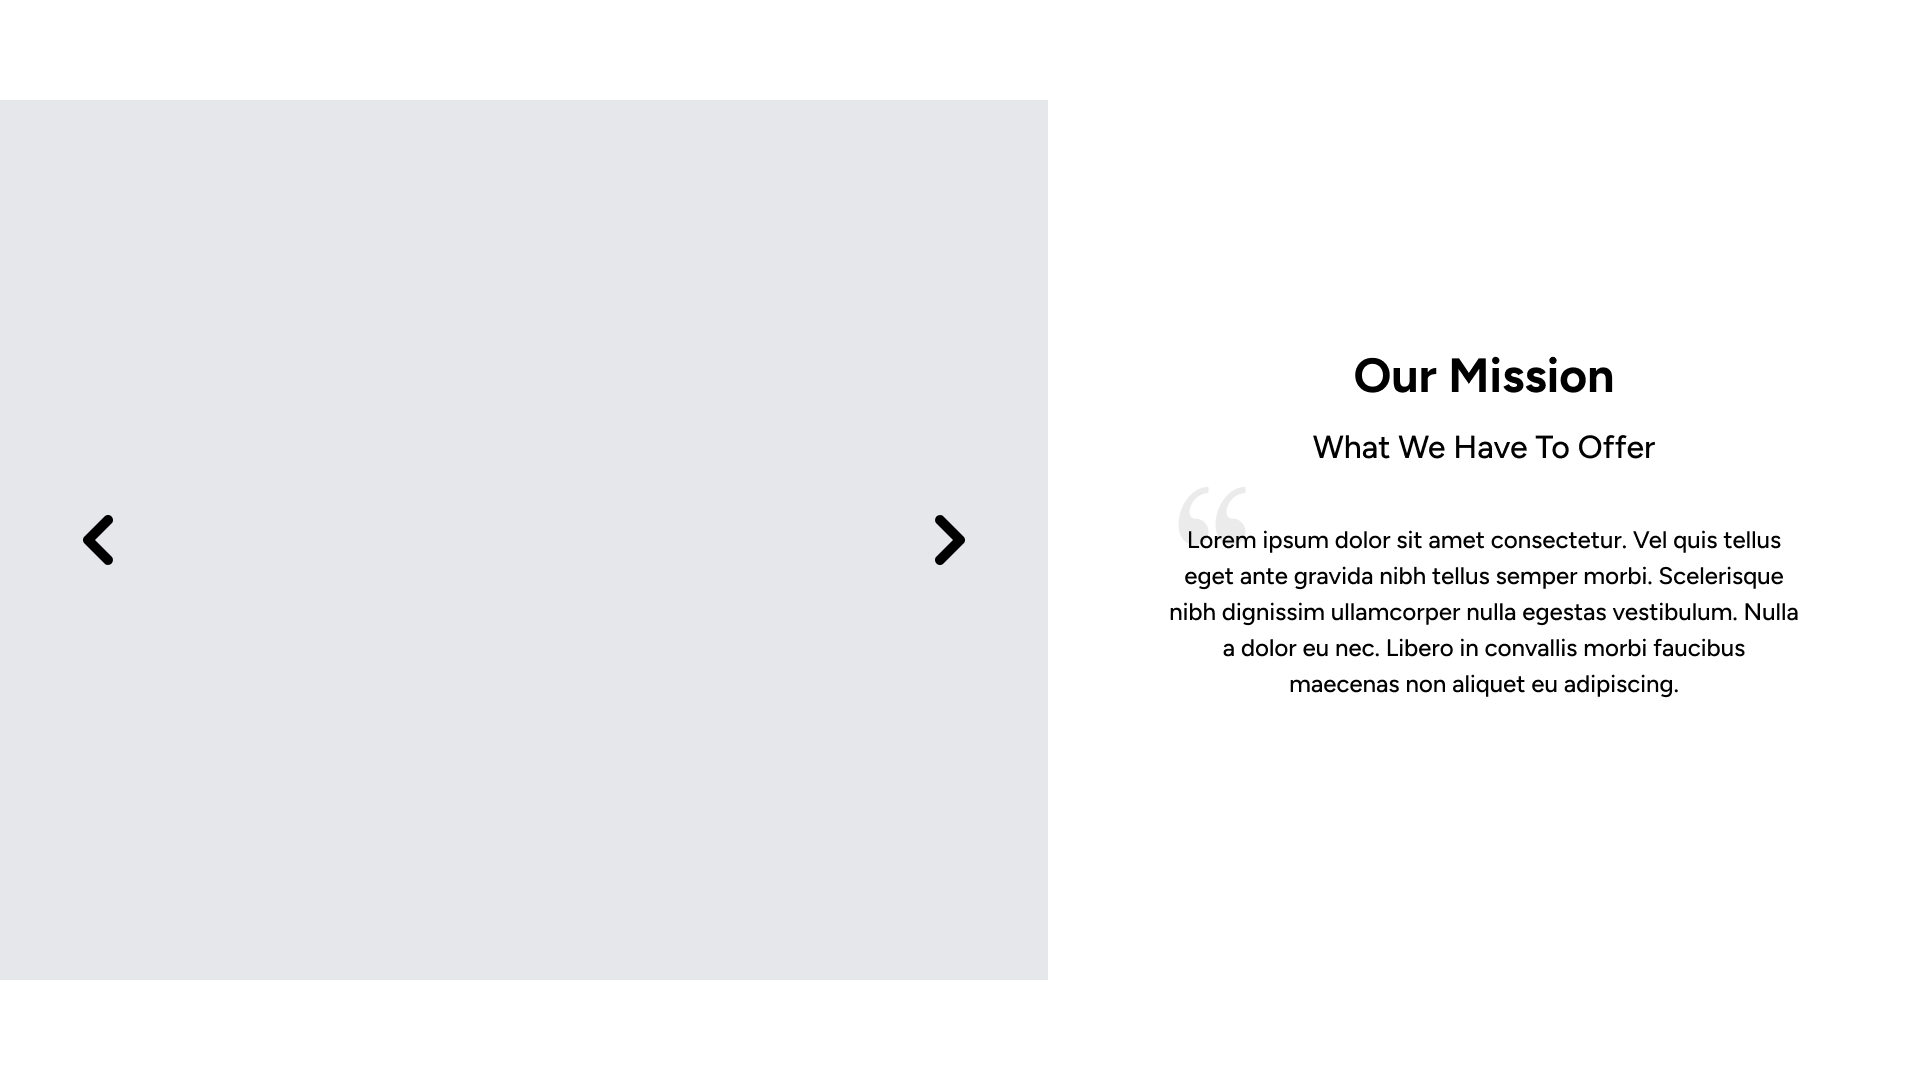 Our Mission
What We Have To Offer
“
Lorem ipsum dolor sit amet consectetur. Vel quis tellus
eget ante gravida nibh tellus semper morbi. Scelerisque
nibh dignissim ullamcorper nulla egestas vestibulum. Nulla
a dolor eu nec. Libero in convallis morbi faucibus
maecenas non aliquet eu adipiscing.